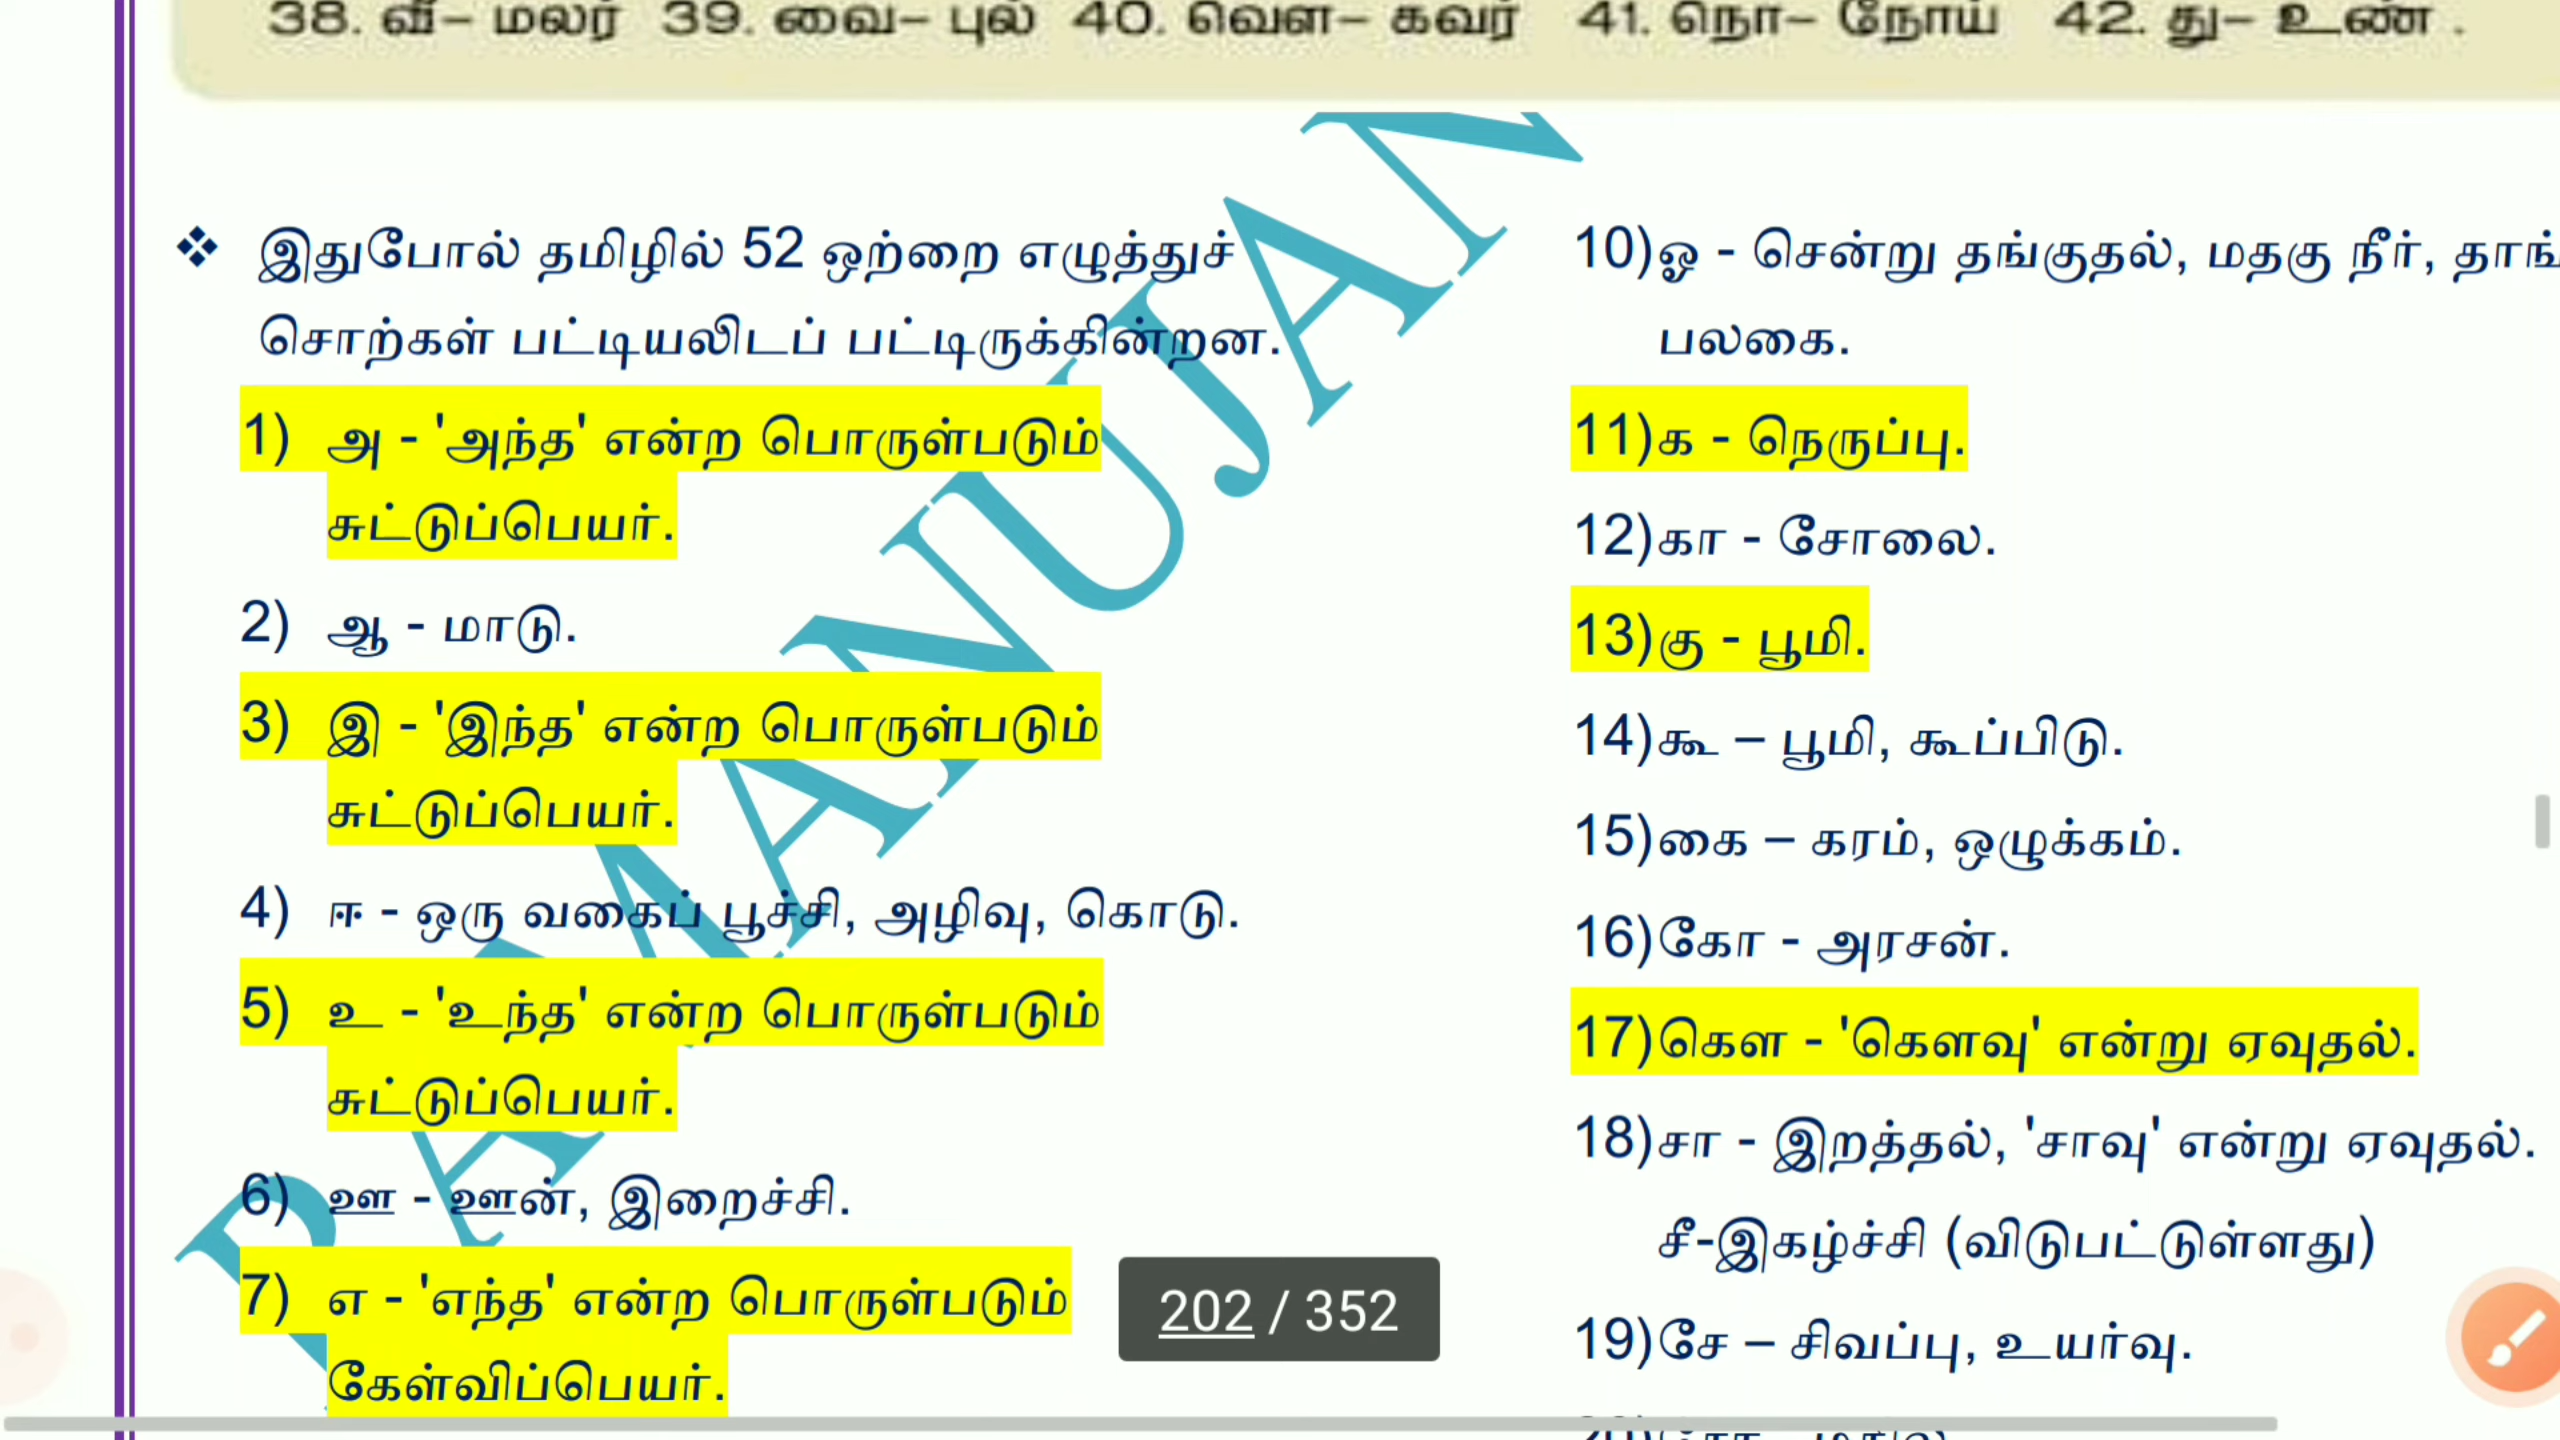 38. வீ– மலர் 39. வை– புல் 40. வௌ– கவர் 41. நொ– நோய் 42. து– உண் .
❖ இதுபோல் தமிழில் 52 ஒற்றை எழுத்துச்
சொற்கள் பட்டியலிடப் பட்டிருக்கின்றன.
1) அ - 'அந்த' என்ற பொருள்படும்
சுட்டுப்பெயர்.
2) ஆ - மாடு.
3) இ - 'இந்த' என்ற பொருள்படும்
சுட்டுப்பெயர்.
4) ஈ - ஒரு வகைப் பூச்சி, அழிவு, கொடு.
5) உ - 'உந்த' என்ற பொருள்படும்
சுட்டுப்பெயர்.
6) ஊ - ஊன், இறைச்சி.
7) எ - 'எந்த' என்ற பொருள்படும்
கேள்விப்பெயர்.
10) ஓ - சென்று தங்குதல், மதகு நீர்,
பலகை.
11) க - நெருப்பு.
12) கா - சோலை.
13) கு - பூமி.
14) கூ – பூமி, கூப்பிடு.
15) கை – கரம், ஒழுக்கம்.
16) கோ - அரசன்.
17) கௌ - 'கௌவு' என்று ஏவுதல்.
18) சா - இறத்தல், 'சாவு' என்று ஏவுதல்.
சீ-இகழ்ச்சி (விடுபட்டுள்ளது)
19) சே – சிவப்பு, உயர்வு.
RAMANUJAN
202 / 352